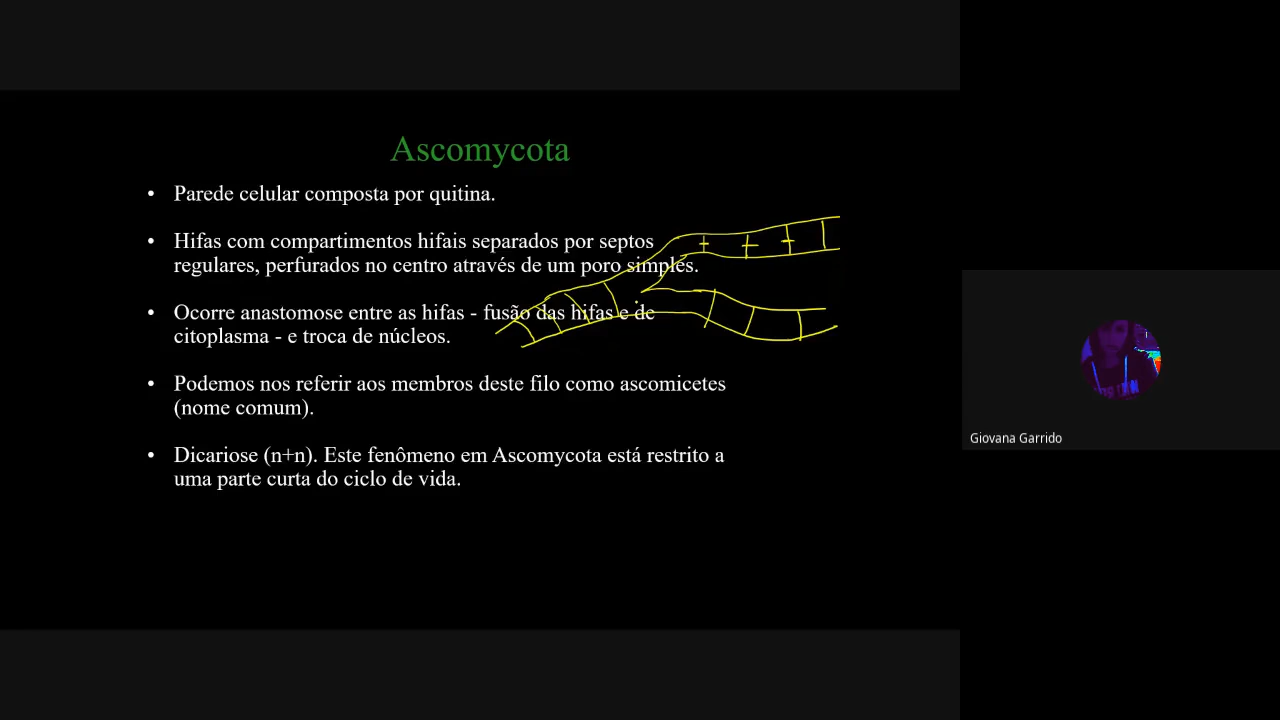 Ascomycota
• Parede celular composta por quitina.
• Hifas com compartimentos hifais separados por septos
regulares, perfurados no centro através de um poro simples.
• Ocorre anastomose entre as hifas - fusão das hifas e de
citoplasma - e troca de núcleos.
• Podemos nos referir aos membros deste filo como ascomicetes
(nome comum).
• Dicariose (n+n). Este fenômeno em Ascomycota está restrito a
uma parte curta do ciclo de vida.
Giovana Garrido